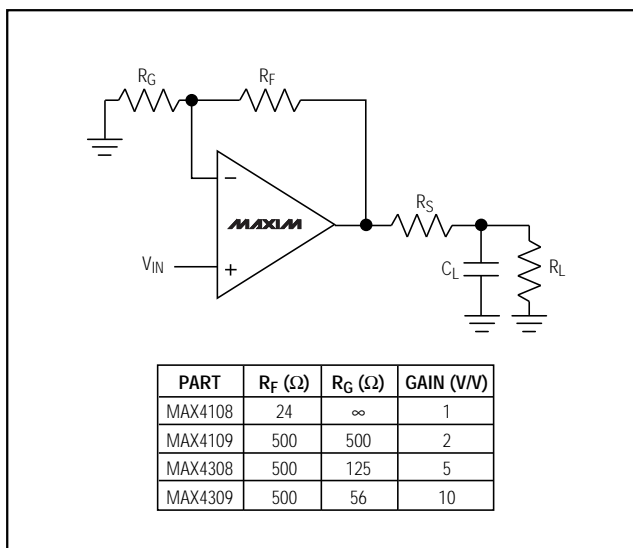 RG
RF
−
MAXIM
VIN
+
RS
CL
RL
PART RF (Ω) RG (Ω) GAIN (V/V)
MAX4108 24 ∞ 1
MAX4109 500 500 2
MAX4308 500 125 5
MAX4309 500 56 10